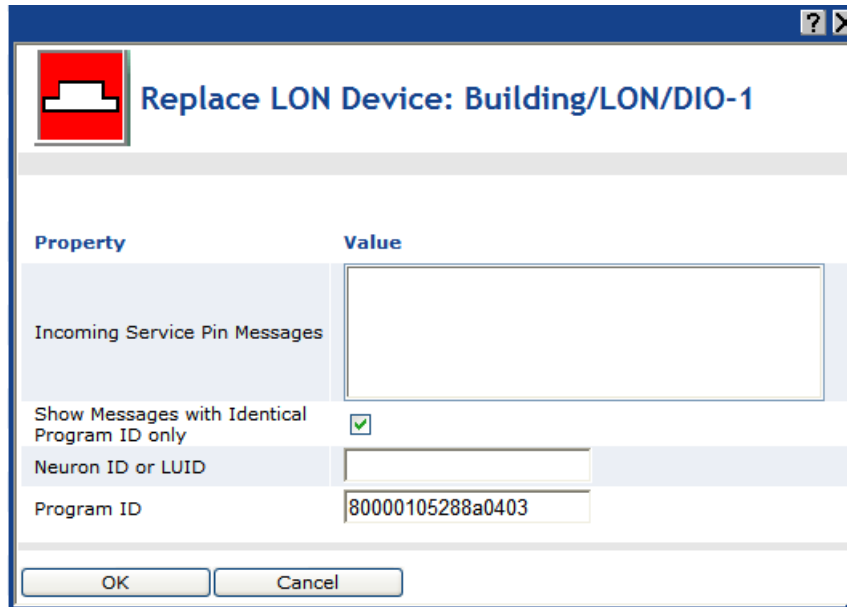 ?
Replace LON Device: Building/LON/DIO-1
Property Value
Incoming Service Pin Messages
Show Messages with Identical
Program ID only
Neuron ID or LUID
Program ID 80000105288a0403
OK Cancel